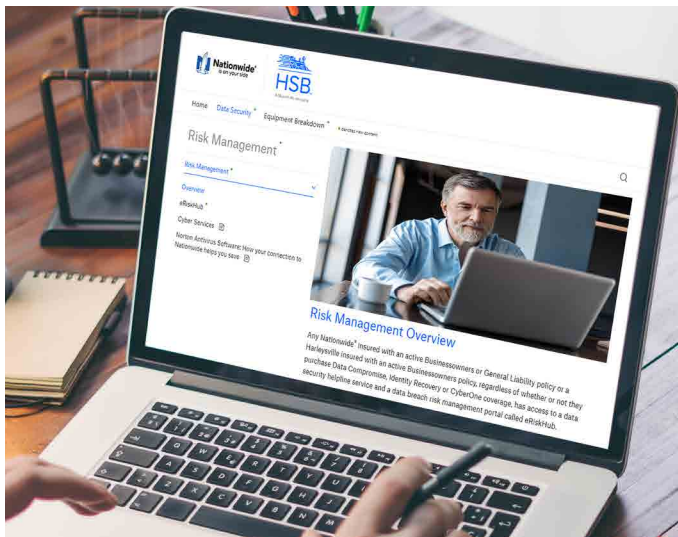 Nationwide®
is on your side
HSB
Home Data Security * Equipment Breakdown * * denotes new content
Risk Management *
Risk Management *
Overview
eRiskHub *
Cyber Services
Norton Antivirus Software: How your connection to
Nationwide helps you save
Risk Management Overview
Any Nationwide® insured with an active Businessowners or General Liability policy or a
Harleysville insured with an active Businessowners policy, regardless of whether or not they
purchase Data Compromise, Identity Recovery or CyberOne coverage, has access to a data
security helpline service and a data breach risk management portal called eRiskHub.